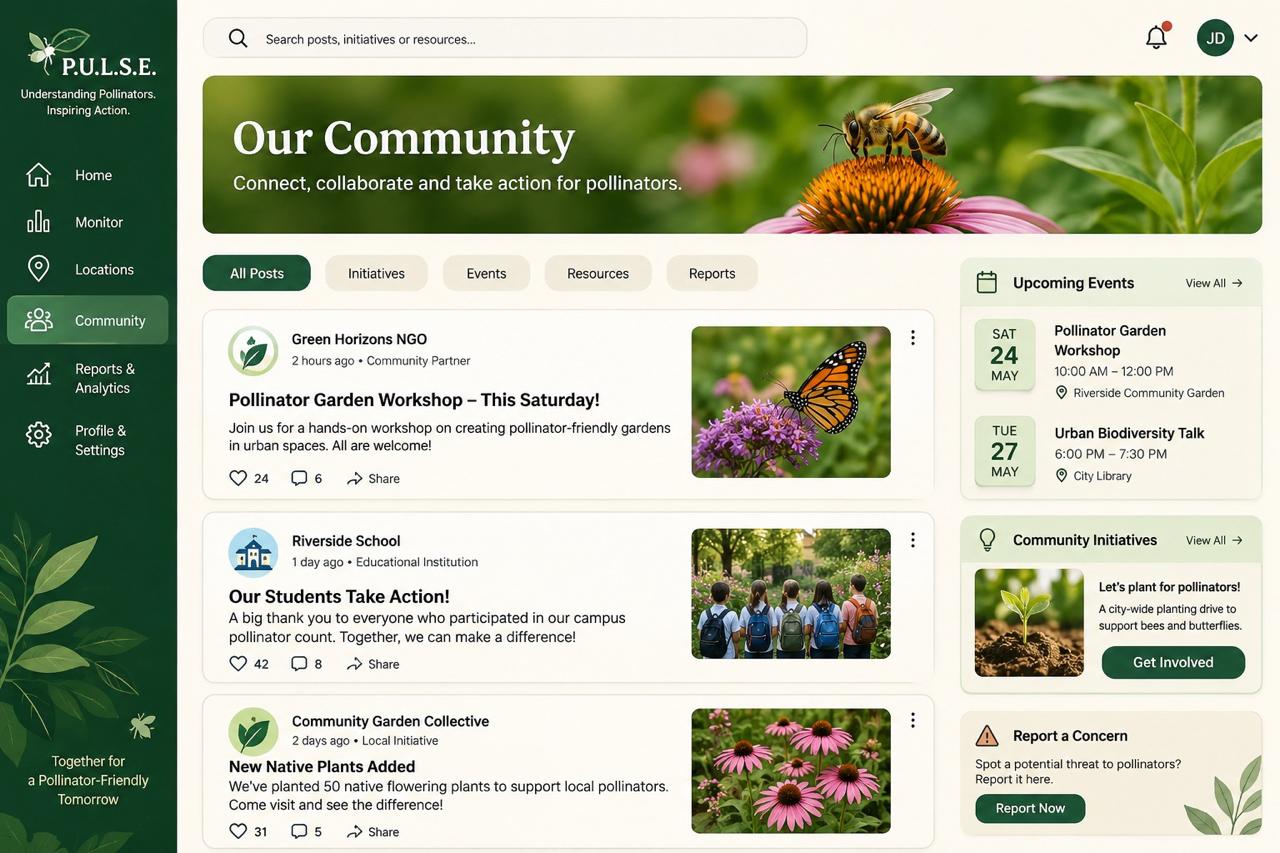 P.U.L.S.E.
Understanding Pollinators.
Inspiring Action.
Home
Monitor
Locations
Community
Reports &
Analytics
Profile &
Settings
Together for
a Pollinator-Friendly
Tomorrow
Search posts, initiatives or resources...
JD
Our Community
Connect, collaborate and take action for pollinators.
All Posts
Initiatives
Events
Resources
Reports
Green Horizons NGO
2 hours ago • Community Partner
Pollinator Garden Workshop – This Saturday!
Join us for a hands-on workshop on creating pollinator-friendly gardens
in urban spaces. All are welcome!
24
6
Share
Riverside School
1 day ago • Educational Institution
Our Students Take Action!
A big thank you to everyone who participated in our campus
pollinator count. Together, we can make a difference!
42
8
Share
Community Garden Collective
2 days ago • Local Initiative
New Native Plants Added
We've planted 50 native flowering plants to support local pollinators.
Come visit and see the difference!
31
5
Share
Upcoming Events
View All →
SAT
24
MAY
Pollinator Garden
Workshop
10:00 AM – 12:00 PM
Riverside Community Garden
TUE
27
MAY
Urban Biodiversity Talk
6:00 PM – 7:30 PM
City Library
Community Initiatives
View All →
Let's plant for pollinators!
A city-wide planting drive to
support bees and butterflies.
Get Involved
Report a Concern
Spot a potential threat to pollinators?
Report it here.
Report Now